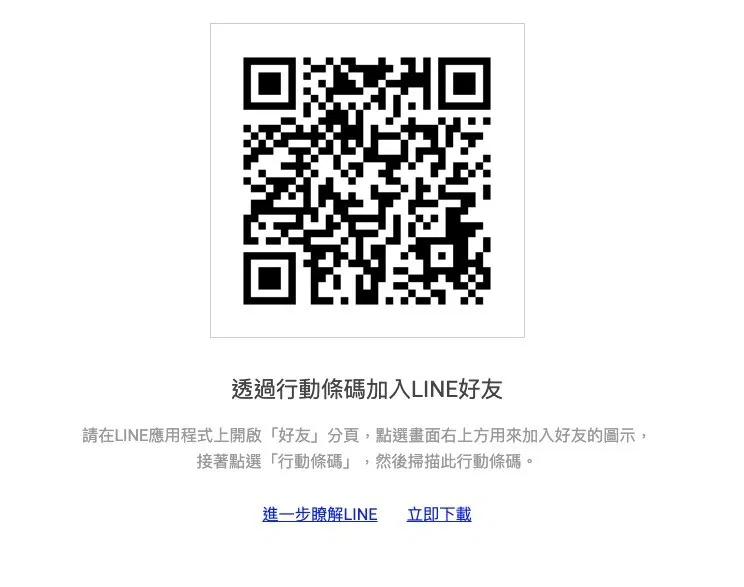 透過行動條碼加入LINE好友
請在LINE應用程式上開啟「好友」分頁，點選畫面右上方用來加入好友的圖示，
接著點選「行動條碼」，然後掃描此行動條碼。
進一步瞭解LINE 立即下載